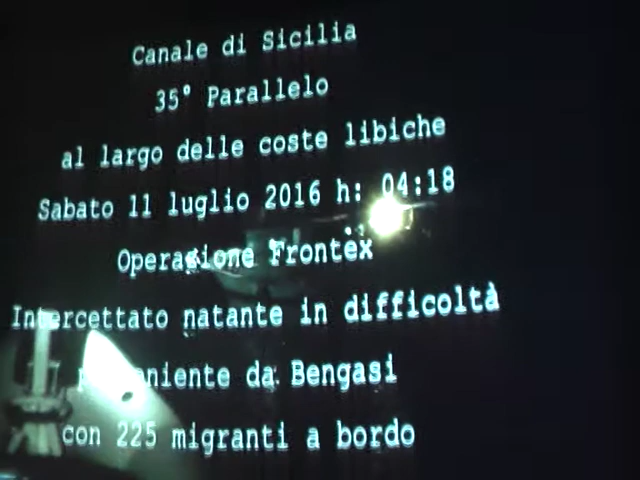 Canale di Sicilia
35° Parallelo
al largo delle coste libiche
Sabato 11 luglio 2016 h: 04:18
Operazione Frontex
Intercettato natante in difficoltà
proveniente da Bengasi
con 225 migranti a bordo